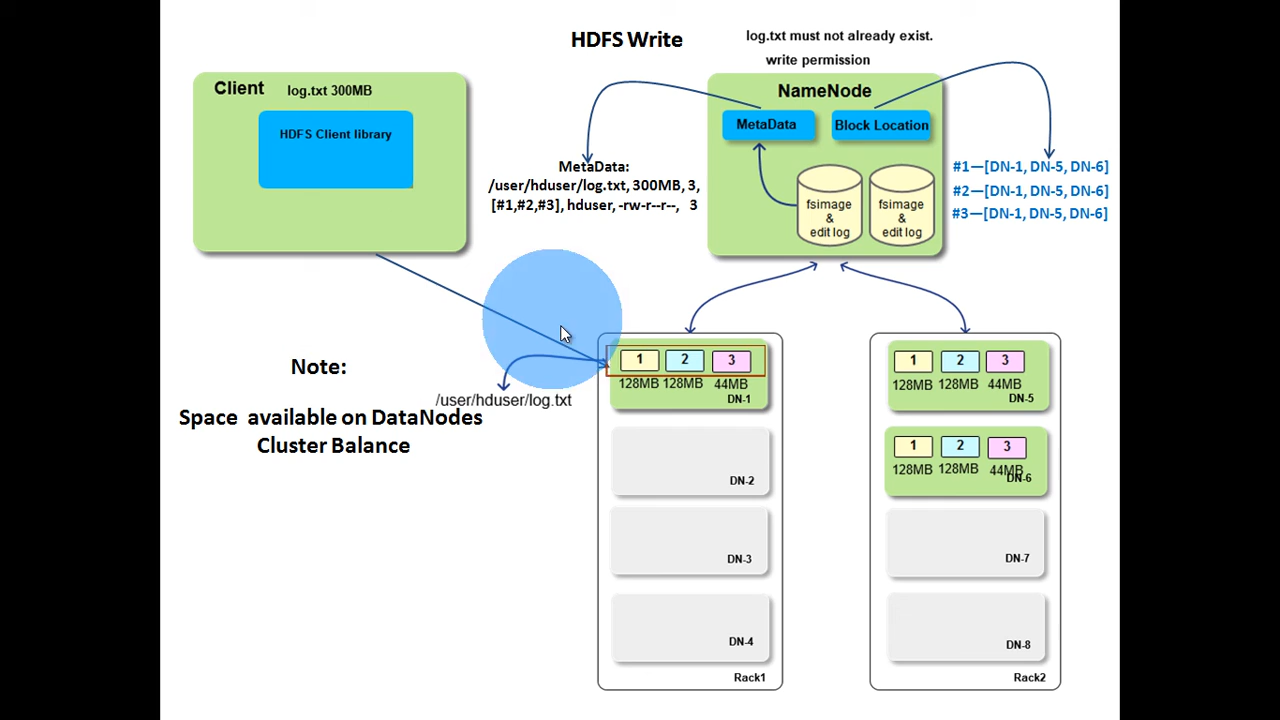 HDFS Write
log.txt must not already exist.
write permission
Client
log.txt 300MB
HDFS Client library
NameNode
MetaData
Block Location
fsimage
&
edit log
fsimage
&
edit log
MetaData:
/user/hduser/log.txt, 300MB, 3,
[#1,#2,#3], hduser, -rw-r--r--, 3
#1—[DN-1, DN-5, DN-6]
#2—[DN-1, DN-5, DN-6]
#3—[DN-1, DN-5, DN-6]
Note:
Space available on DataNodes
Cluster Balance
/user/hduser/log.txt
1 2 3
128MB 128MB 44MB
DN-1
DN-2
DN-3
DN-4
Rack1
1 2 3
128MB 128MB 44MB
DN-5
1 2 3
128MB 128MB 44MB
DN-6
DN-7
DN-8
Rack2